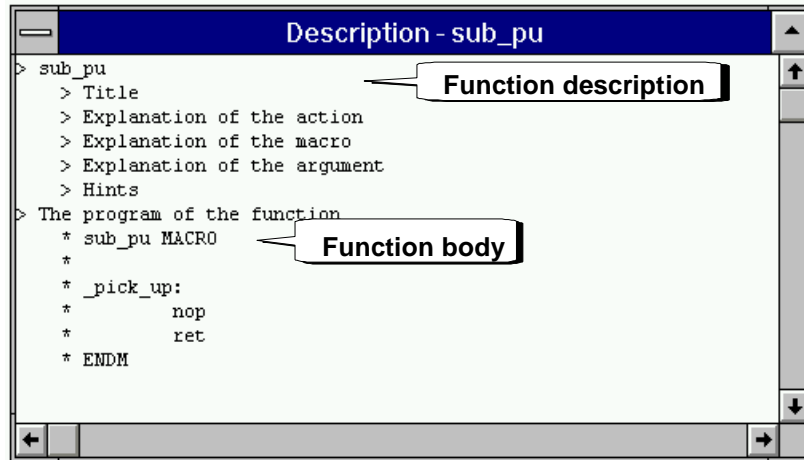 Description - sub_pu
> sub_pu
Function description
> Title
> Explanation of the action
> Explanation of the macro
> Explanation of the argument
> Hints
> The program of the function
* sub_pu MACRO
Function body
*
* _pick_up:
* nop
* ret
* ENDM